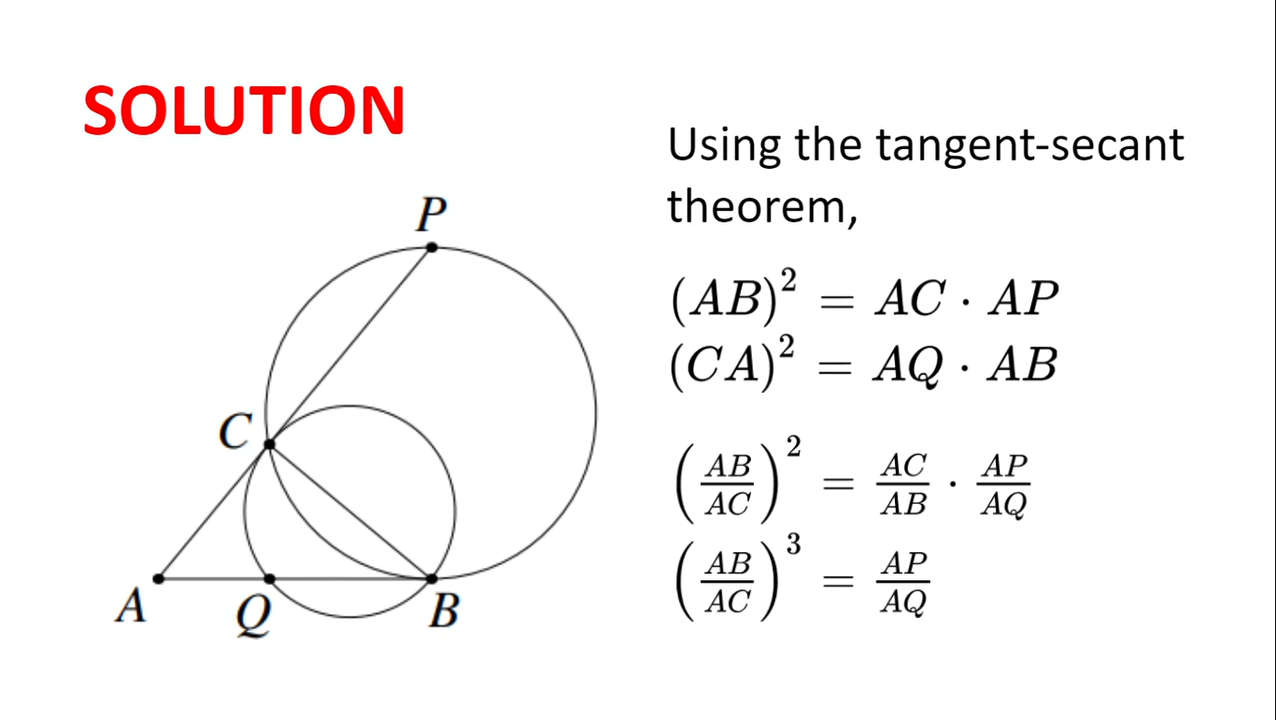 SOLUTION
Using the tangent-secant
theorem,
(AB)² = AC · AP
(CA)² = AQ · AB
(AB/AC)² = AC/AB · AP/AQ
(AB/AC)³ = AP/AQ
P
C
A
Q
B